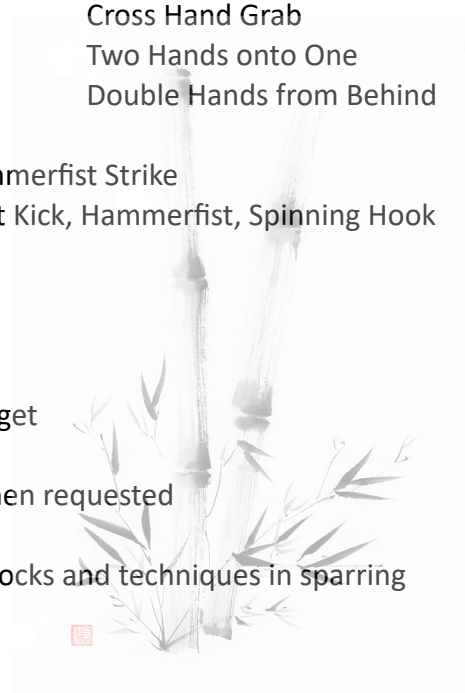 Cross Hand Grab
Two Hands onto One
Double Hands from Behind
mmerfist Strike
t Kick, Hammerfist, Spinning Hook
get
en requested
ocks and techniques in sparring